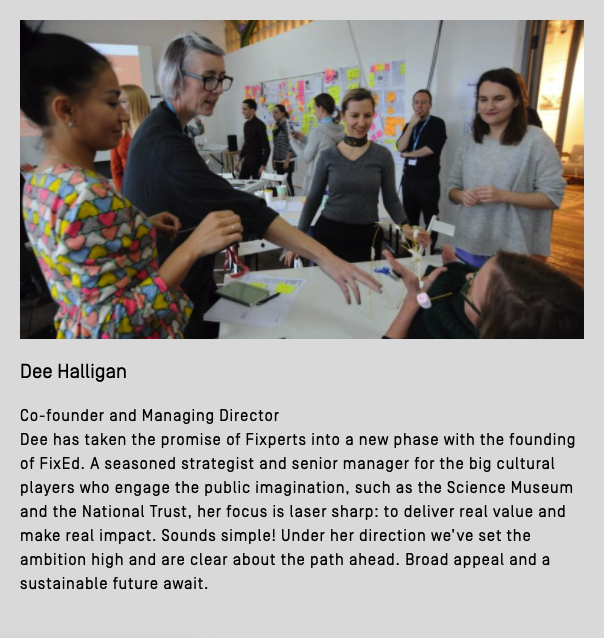 Dee Halligan
Co-founder and Managing Director
Dee has taken the promise of Fixperts into a new phase with the founding
of FixEd. A seasoned strategist and senior manager for the big cultural
players who engage the public imagination, such as the Science Museum
and the National Trust, her focus is laser sharp: to deliver real value and
make real impact. Sounds simple! Under her direction we’ve set the
ambition high and are clear about the path ahead. Broad appeal and a
sustainable future await.